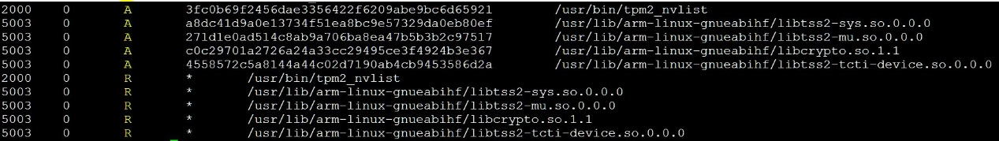 2000 0 A 3fc0b69f2456dae3356422f6209abe9bc6d65921 /usr/bin/tpm2_nvlist
5003 0 A a8dc41d9a0e13734f51ea8bc9e57329da0eb80ef /usr/lib/arm-linux-gnueabihf/libtss2-sys.so.0.0.0
5003 0 A 271d1e0ad514c8ab9a706ba8ea47b5b3b2c97517 /usr/lib/arm-linux-gnueabihf/libtss2-mu.so.0.0.0
5003 0 A c0c29701a2726a24a33cc29495ce3f4924b3e367 /usr/lib/arm-linux-gnueabihf/libcrypto.so.1.1
5003 0 A 4558572c5a8144a44c02d7190ab4cb9453586d2a /usr/lib/arm-linux-gnueabihf/libtss2-tcti-device.so.0.0.0
2000 0 R * /usr/bin/tpm2_nvlist
5003 0 R * /usr/lib/arm-linux-gnueabihf/libtss2-sys.so.0.0.0
5003 0 R * /usr/lib/arm-linux-gnueabihf/libtss2-mu.so.0.0.0
5003 0 R * /usr/lib/arm-linux-gnueabihf/libcrypto.so.1.1
5003 0 R * /usr/lib/arm-linux-gnueabihf/libtss2-tcti-device.so.0.0.0